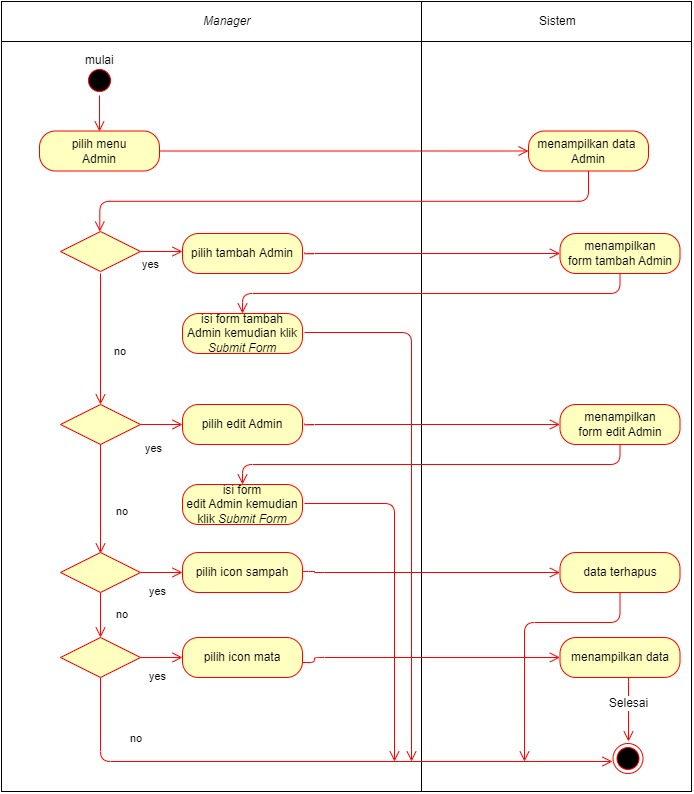 Manager
Sistem
mulai
pilih menu
Admin
menampilkan data
Admin
yes
pilih tambah Admin
menampilkan
form tambah Admin
isi form tambah
Admin kemudian klik
Submit Form
no
yes
pilih edit Admin
menampilkan
form edit Admin
isi form
edit Admin kemudian
klik Submit Form
no
yes
pilih icon sampah
data terhapus
no
yes
pilih icon mata
menampilkan data
Selesai
no